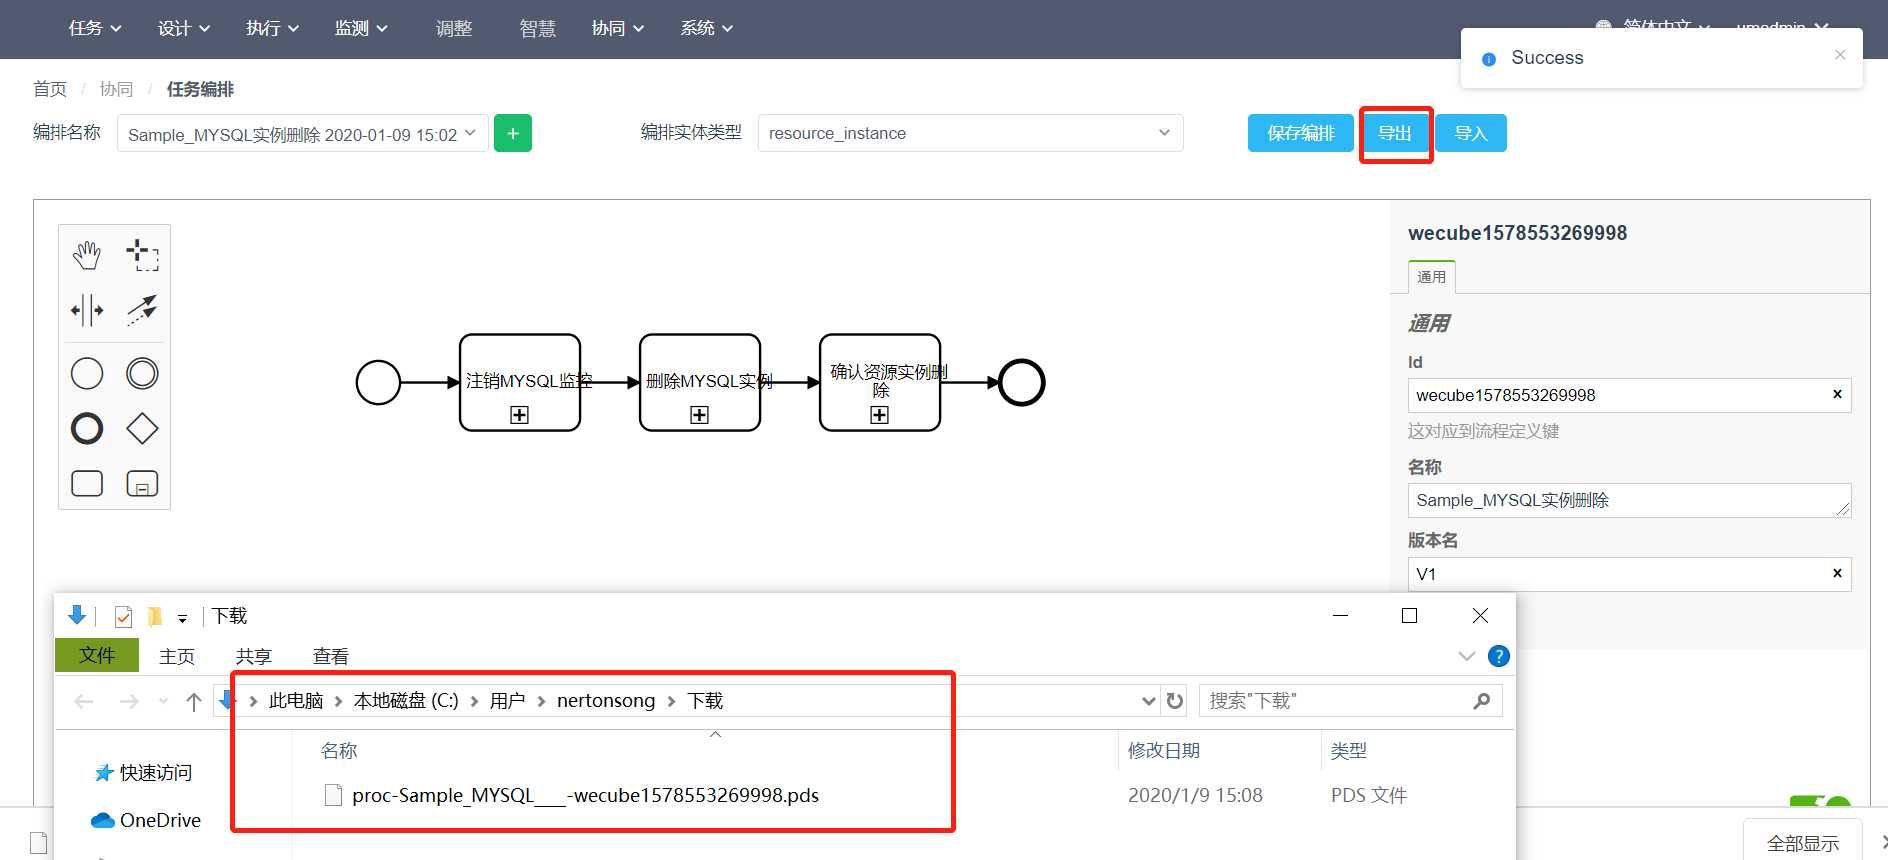 任务 设计 执行 监测 调整 智慧 协同 系统 简体中文 umadmin
Success
首页 / 协同 / 任务编排
编排名称 Sample_MYSQL实例删除 2020-01-09 15:02 + 编排实体类型 resource_instance 保存编排 导出 导入
wecube1578553269998
通用
通用
Id
wecube1578553269998
这对应到流程定义键
名称
Sample_MYSQL实例删除
版本名
V1
注销MYSQL监控
删除MYSQL实例
确认资源实例删
除
下载
文件 主页 共享 查看
此电脑 本地磁盘 (C:) 用户 nertonsong 下载 搜索"下载"
名称 修改日期 类型
快速访问
proc-Sample_MYSQL____-wecube1578553269998.pds 2020/1/9 15:08 PDS 文件
OneDrive
全部显示